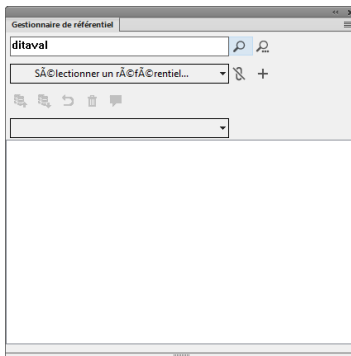 Gestionnaire de référentiel
ditaval
SÃ©lectionner un rÃ©fÃ©rentiel...